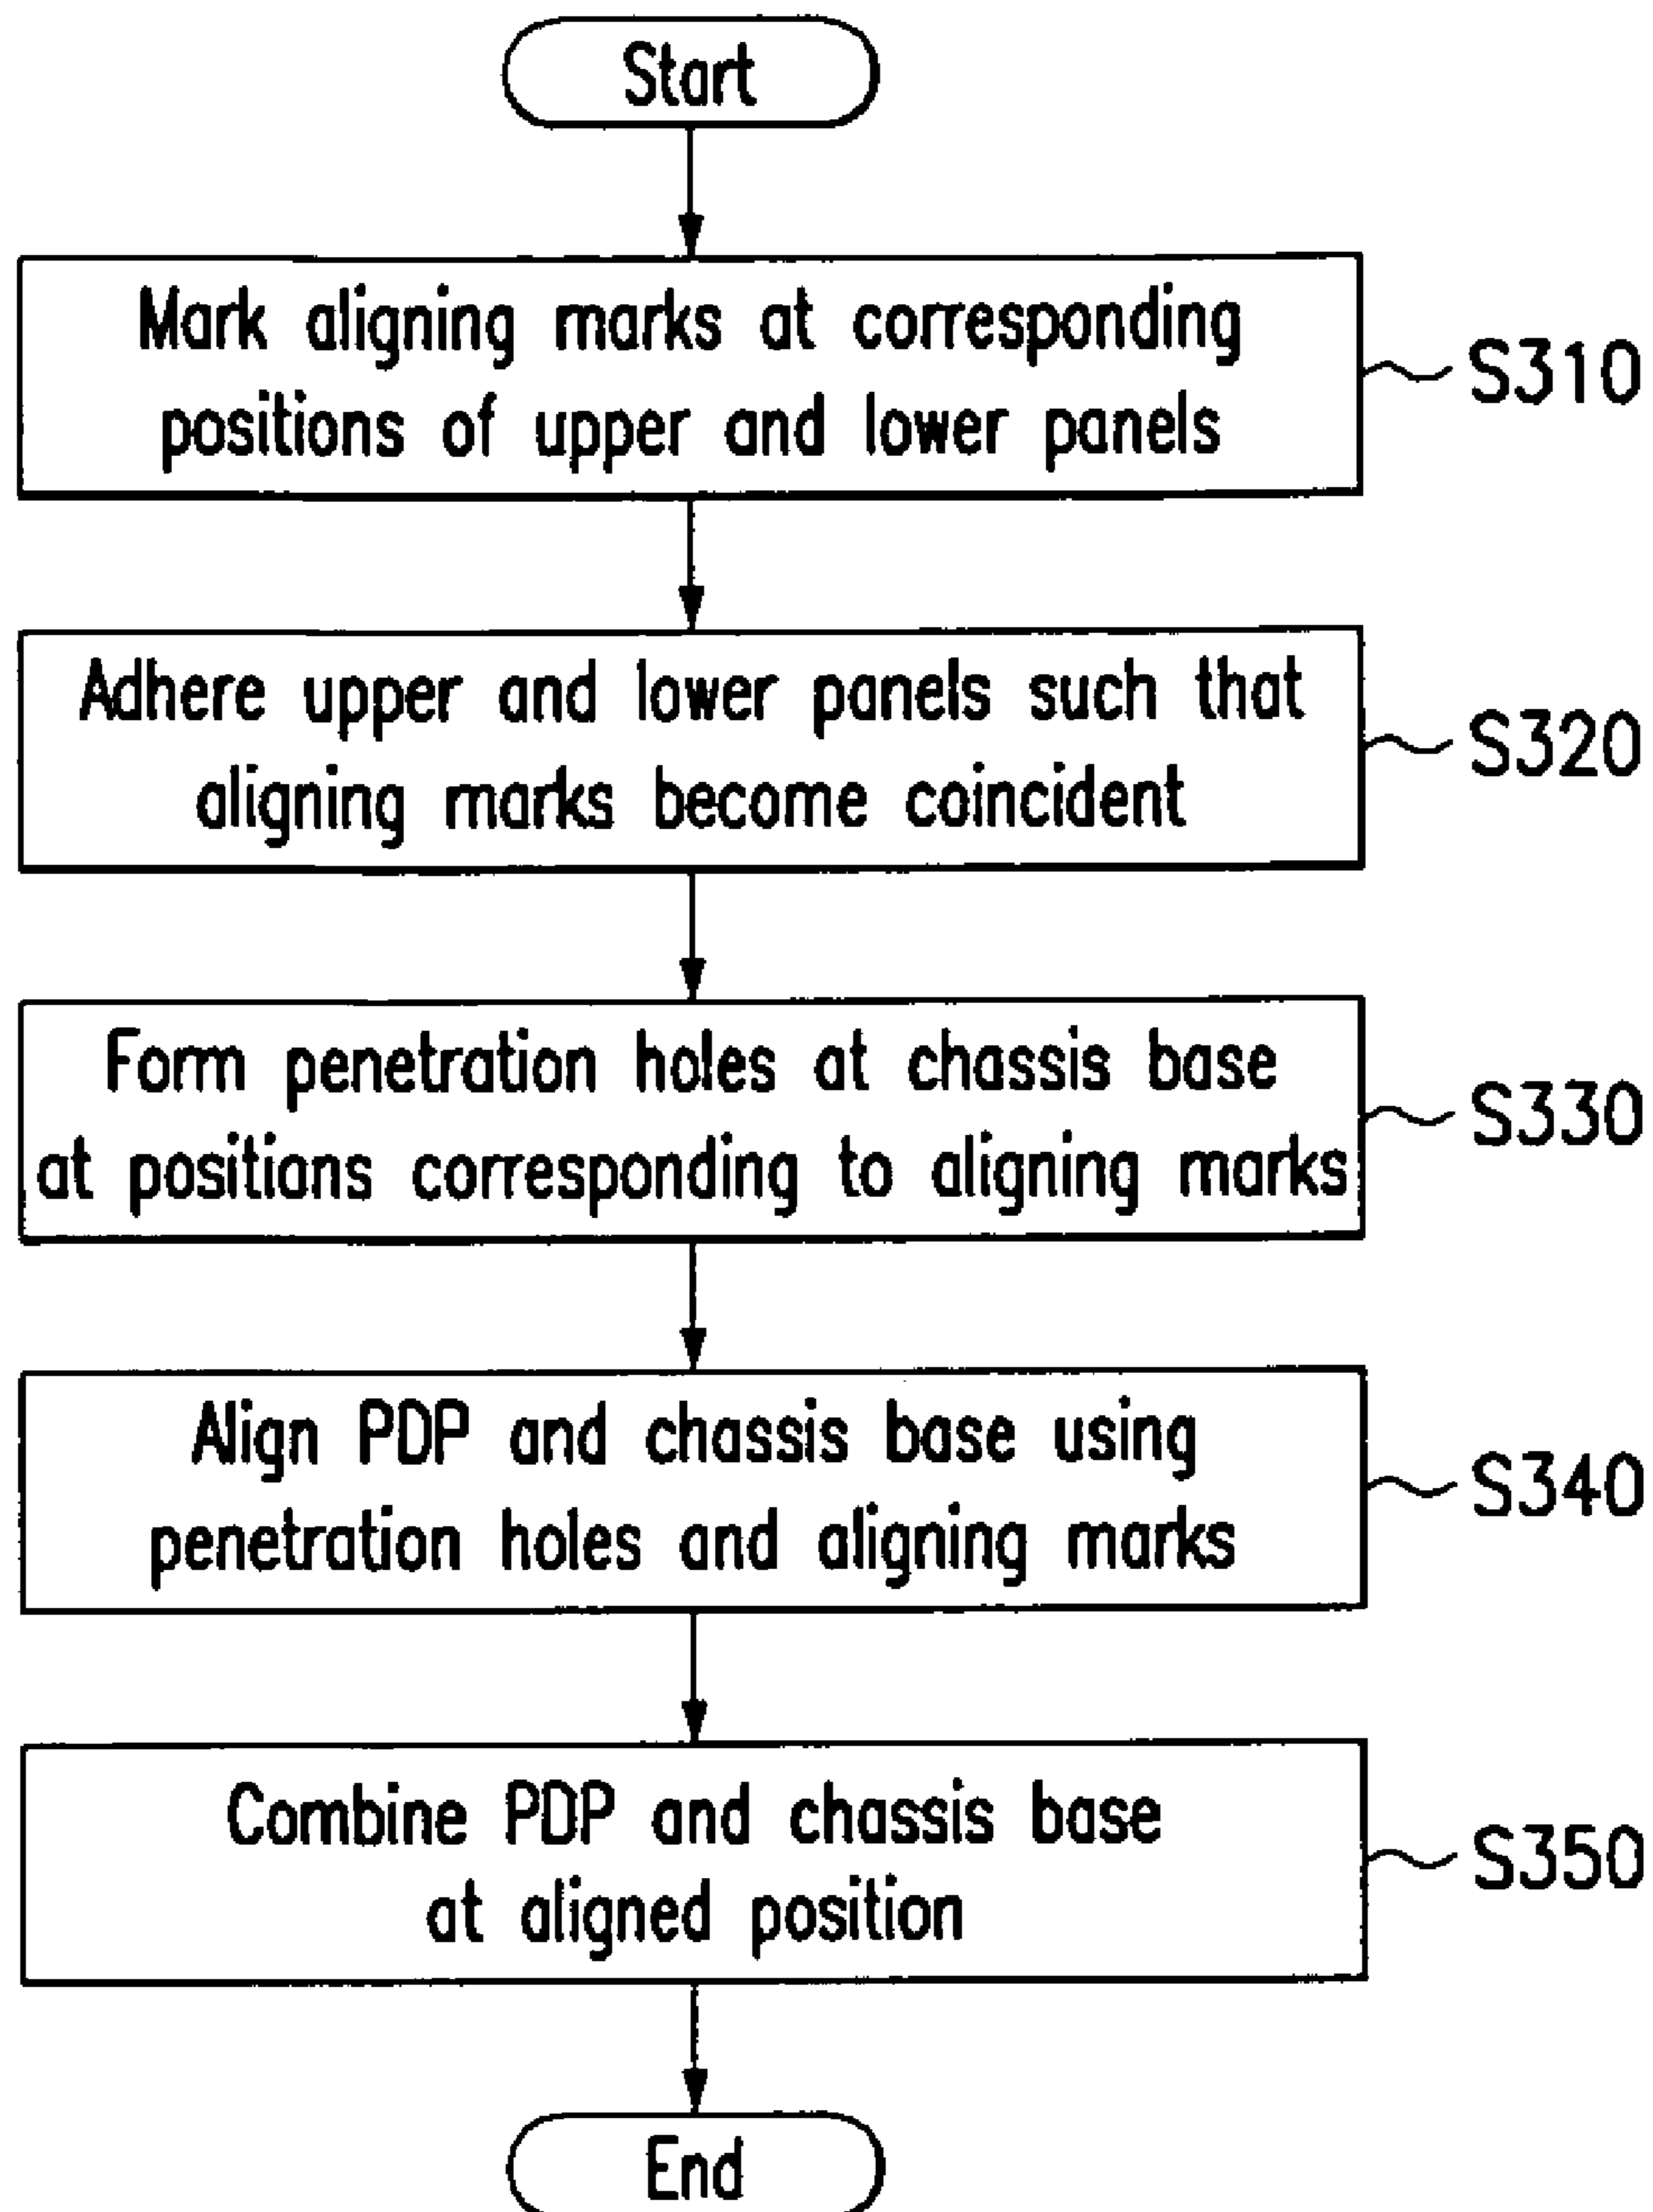 Start
Mark aligning marks at corresponding
positions of upper and lower panels
S310
Adhere upper and lower panels such that
aligning marks become coincident
S320
Form penetration holes at chassis base
at positians corresponding to aligning marks
S330
Align PDP and chassis base using
penetration holes and aligning marks
S340
Combine PDP and chassis base
at aligned position
S350
End